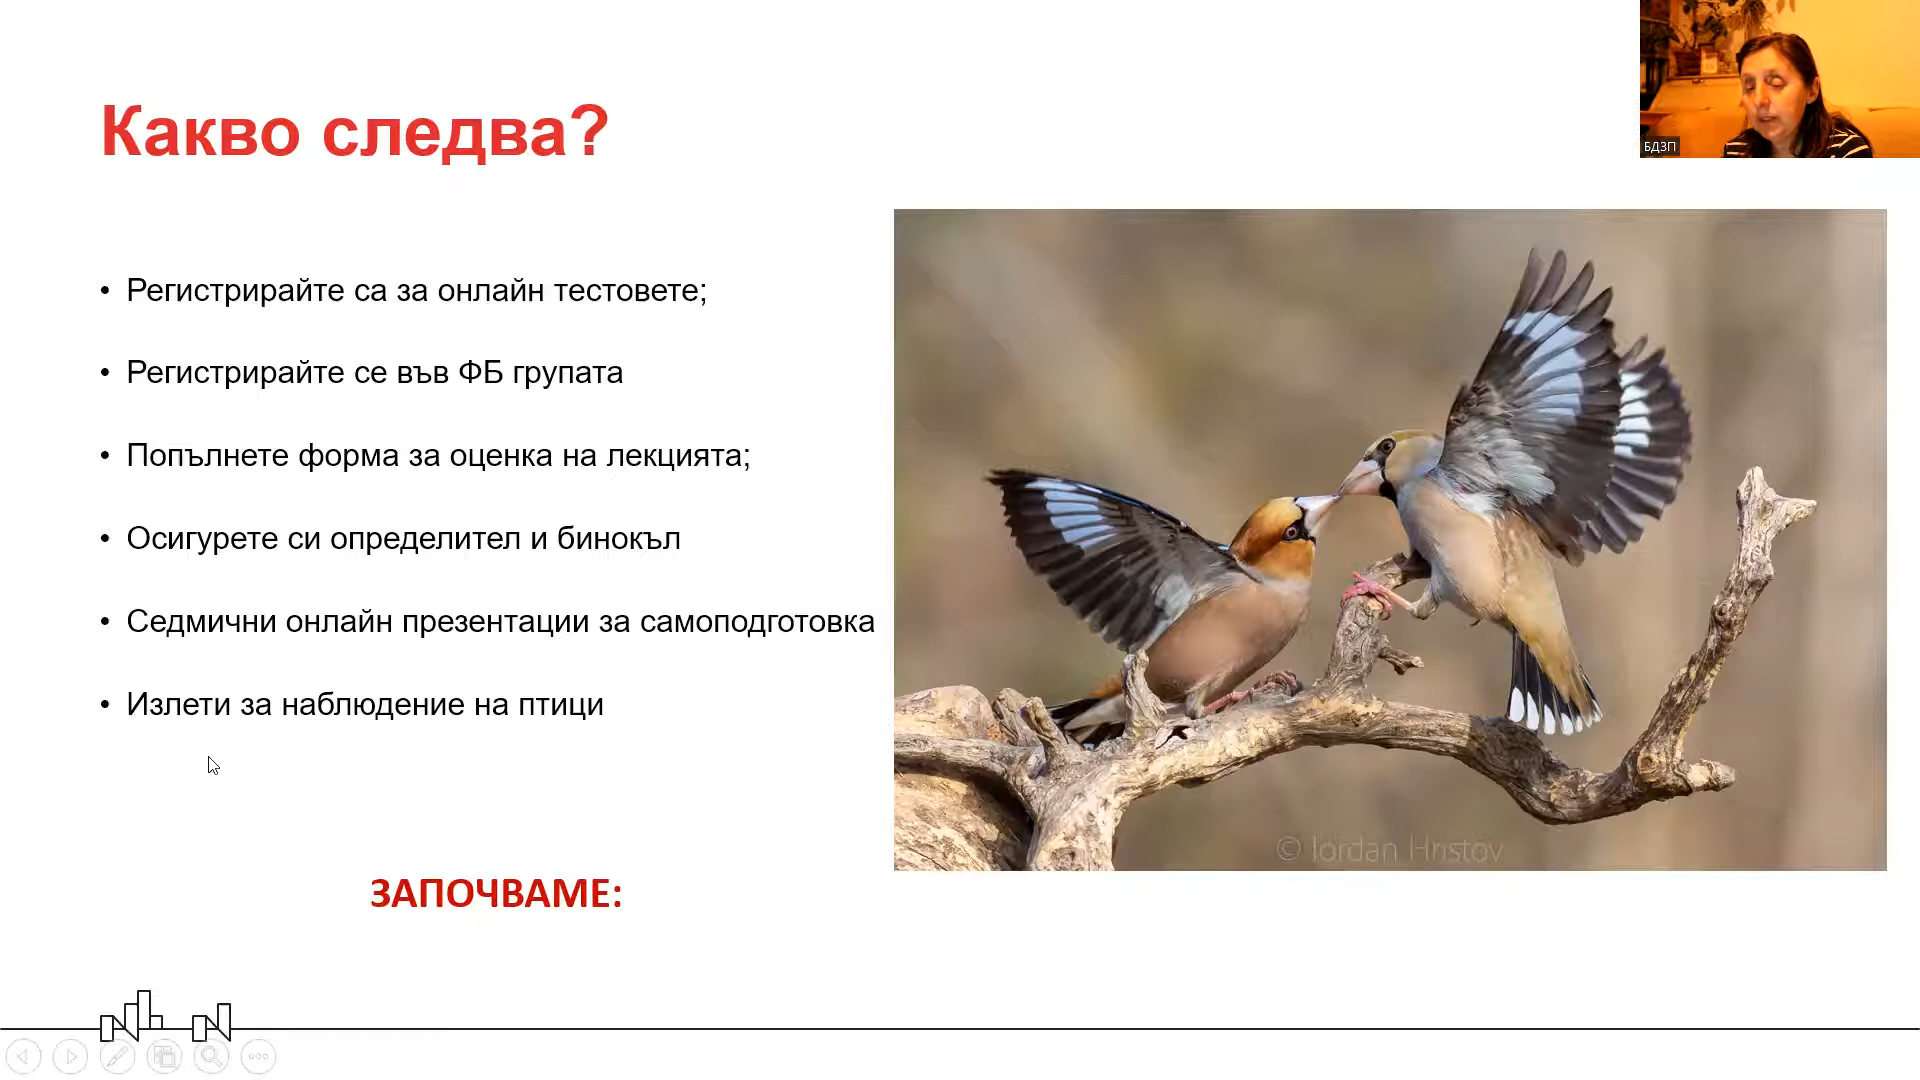 Какво следва?
БДЗП
• Регистрирайте са за онлайн тестовете;
• Регистрирайте се във ФБ групата
• Попълнете форма за оценка на лекцията;
• Осигурете си определител и бинокъл
• Седмични онлайн презентации за самоподготовка
• Излети за наблюдение на птици
© Iordan Hristov
ЗАПОЧВАМЕ: